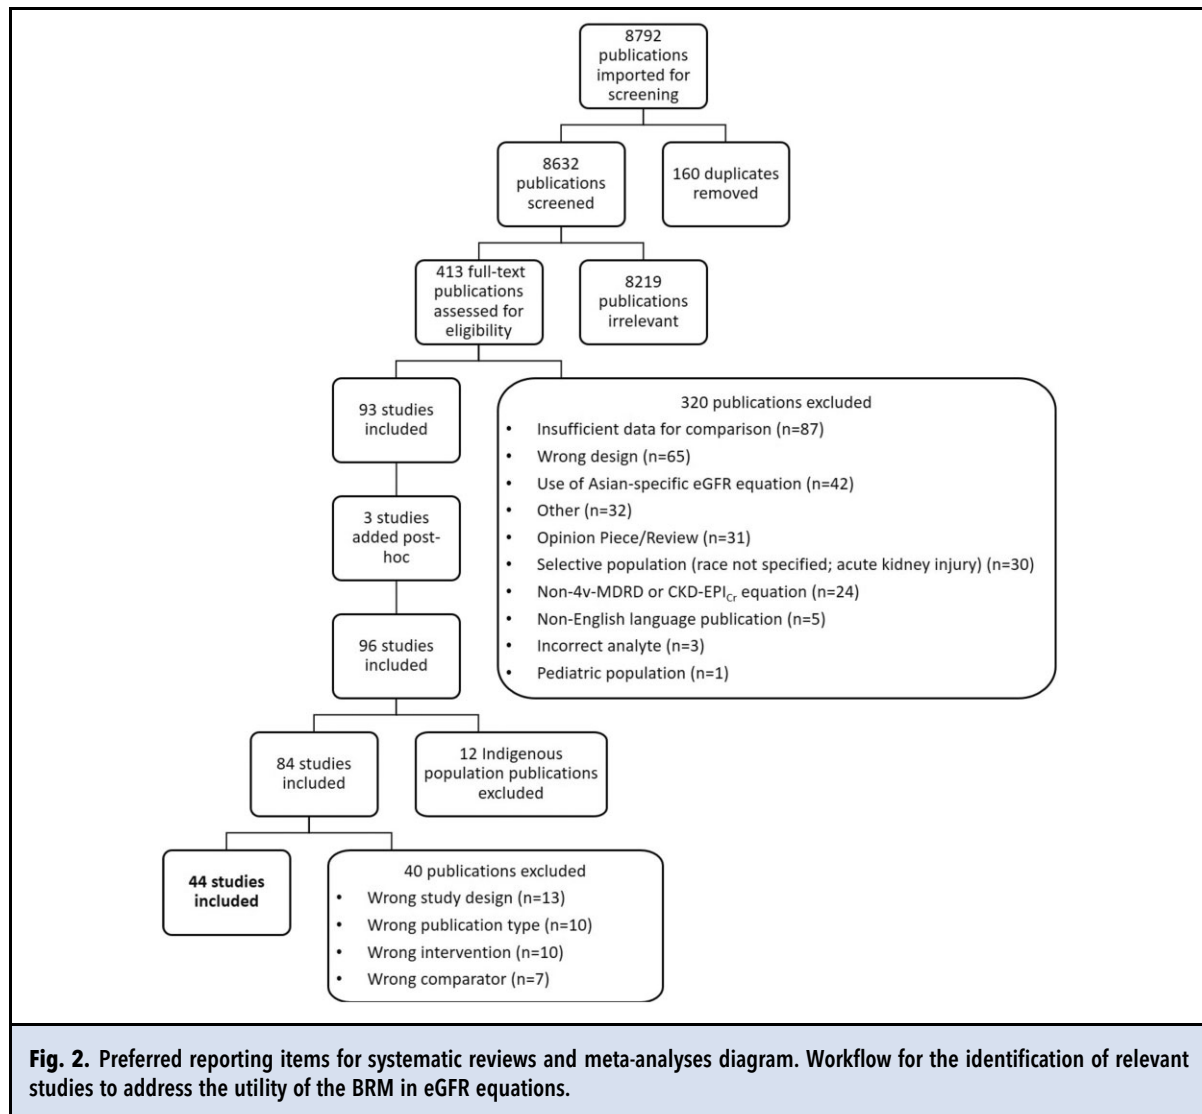 8792
publications
imported for
screening
8632
publications
screened
160 duplicates
removed
413 full-text
publications
assessed for
eligibility
8219
publications
irrelevant
93 studies
included
320 publications excluded
• Insufficient data for comparison (n=87)
• Wrong design (n=65)
• Use of Asian-specific eGFR equation (n=42)
• Other (n=32)
• Opinion Piece/Review (n=31)
• Selective population (race not specified; acute kidney injury) (n=30)
• Non-4v-MDRD or CKD-EPICr equation (n=24)
• Non-English language publication (n=5)
• Incorrect analyte (n=3)
• Pediatric population (n=1)
3 studies
added post-
hoc
96 studies
included
84 studies
included
12 Indigenous
population publications
excluded
44 studies
included
40 publications excluded
• Wrong study design (n=13)
• Wrong publication type (n=10)
• Wrong intervention (n=10)
• Wrong comparator (n=7)
Fig. 2. Preferred reporting items for systematic reviews and meta-analyses diagram. Workflow for the identification of relevant
studies to address the utility of the BRM in eGFR equations.